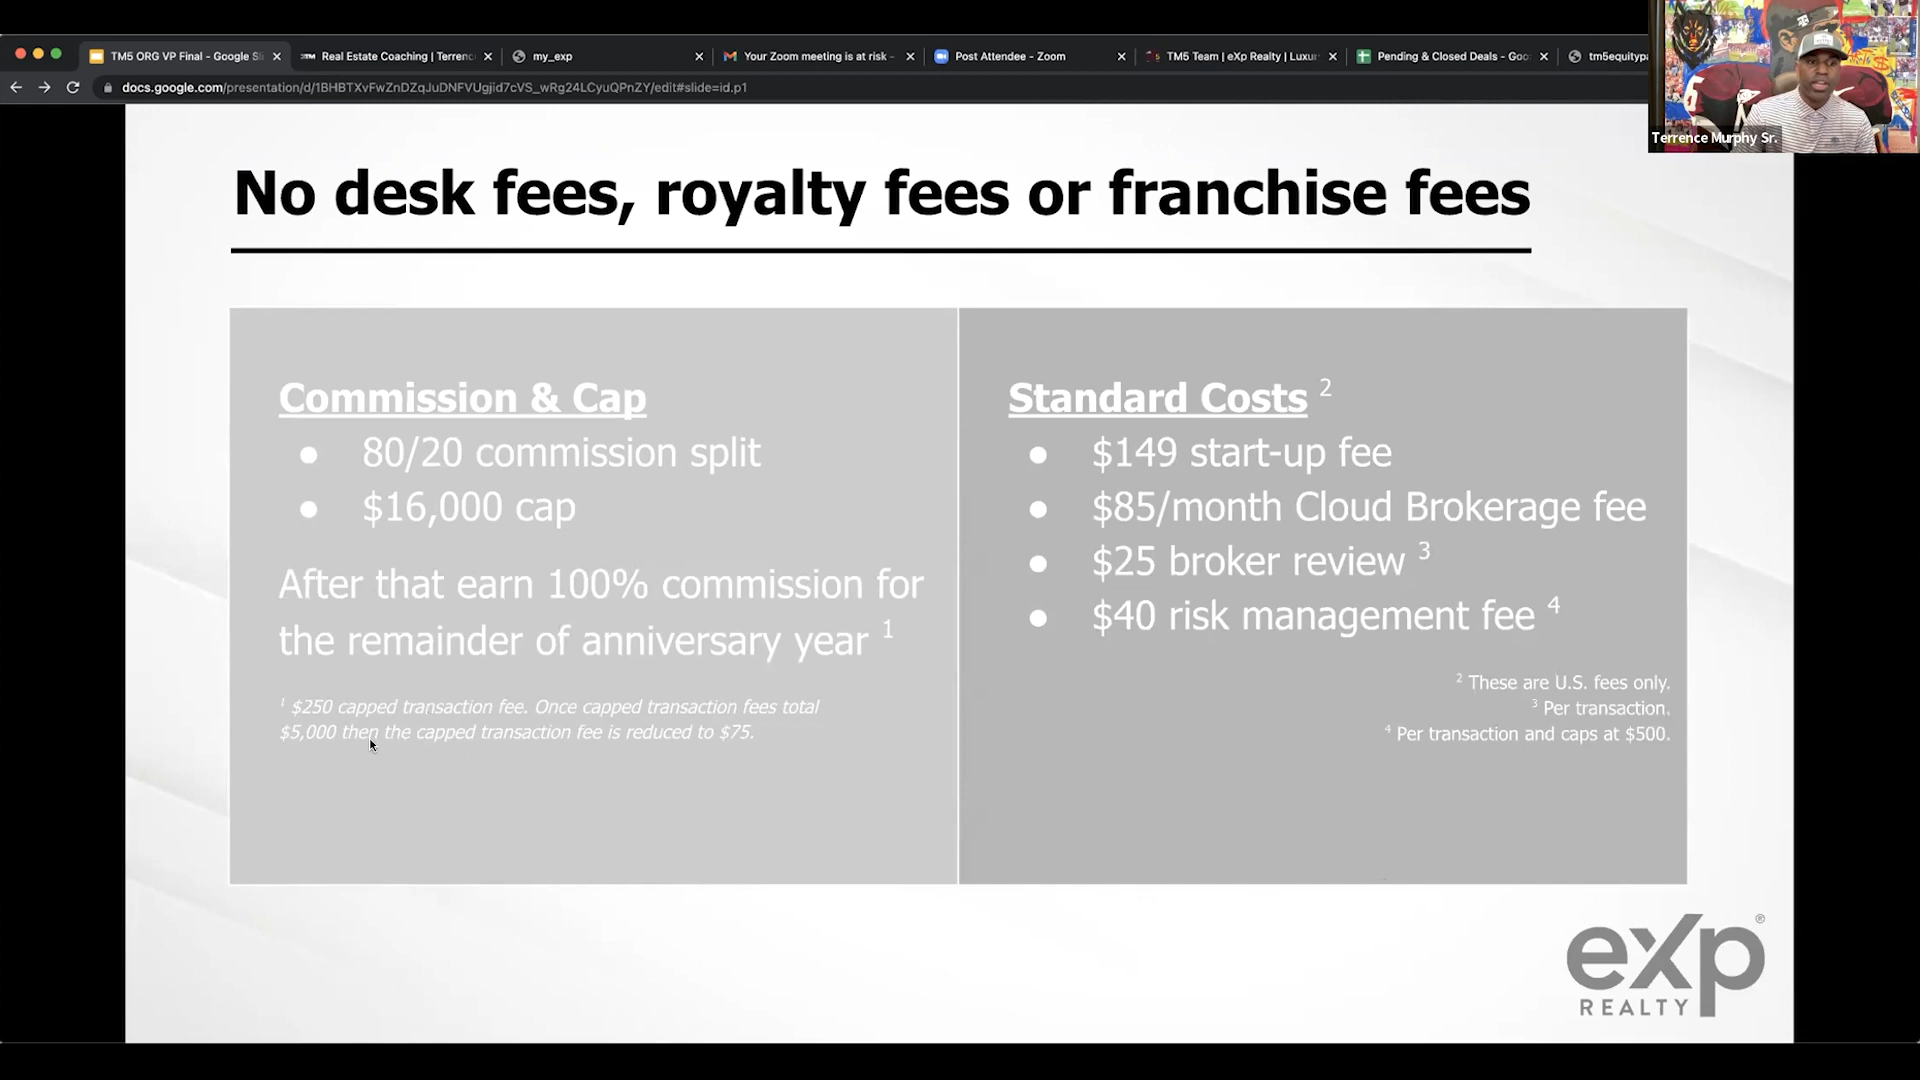 TM5 ORG VP Final - Google Sli
Real Estate Coaching | Terrenc
my_exp
Your Zoom meeting is at risk -
Post Attendee - Zoom
TM5 Team | eXp Realty | Luxur
Pending & Closed Deals - Goo
tm5equitypa
docs.google.com/presentation/d/1BHBTXvFwZnDZqJuDNFVUgjid7cVS_wRg24LCyuQPnZY/edit#slide=id.p1
Terrence Murphy Sr.
No desk fees, royalty fees or franchise fees
Commission & Cap
● 80/20 commission split
● $16,000 cap
After that earn 100% commission for
the remainder of anniversary year 1
1 $250 capped transaction fee. Once capped transaction fees total
$5,000 then the capped transaction fee is reduced to $75.
Standard Costs 2
● $149 start-up fee
● $85/month Cloud Brokerage fee
● $25 broker review 3
● $40 risk management fee 4
2 These are U.S. fees only.
3 Per transaction.
4 Per transaction and caps at $500.
eXp®
REALTY